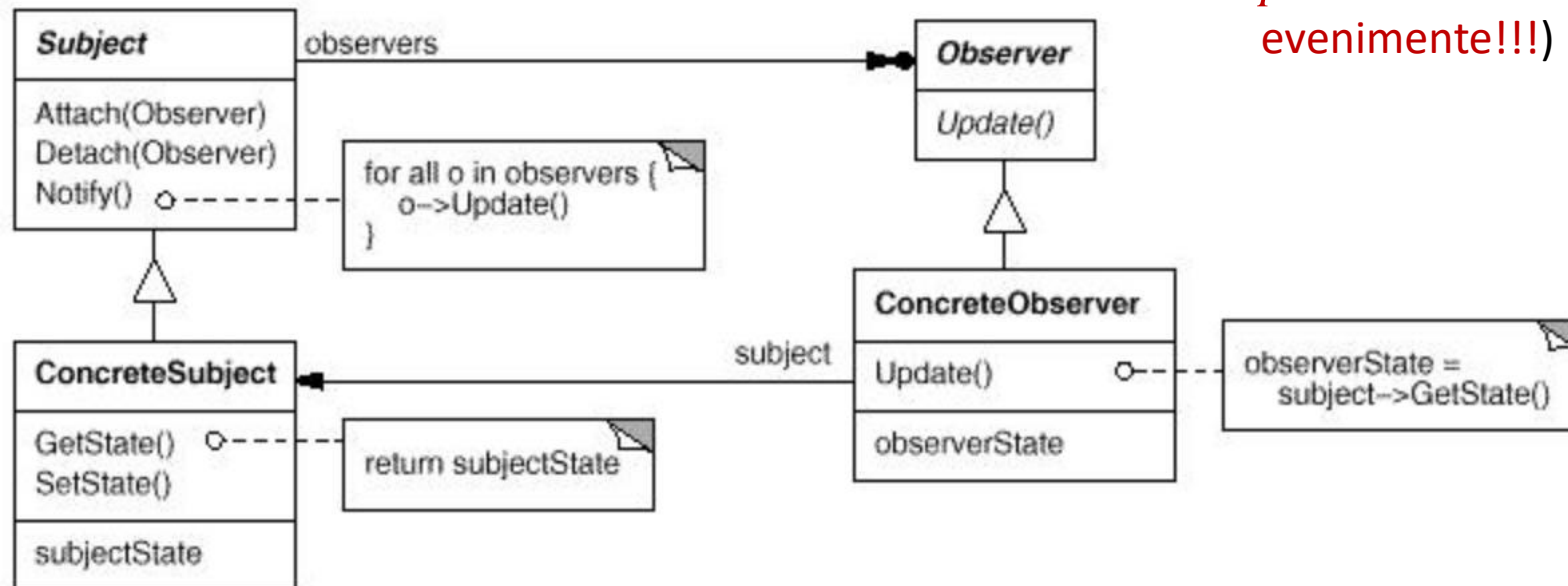 evenimente!!!)
Subject
observers
Observer
Attach(Observer)
Detach(Observer)
Notify()
for all o in observers {
o->Update()
}
Update()
ConcreteSubject
subject
ConcreteObserver
GetState()
SetState()
return subjectState
Update()
observerState =
subject->GetState()
subjectState
observerState